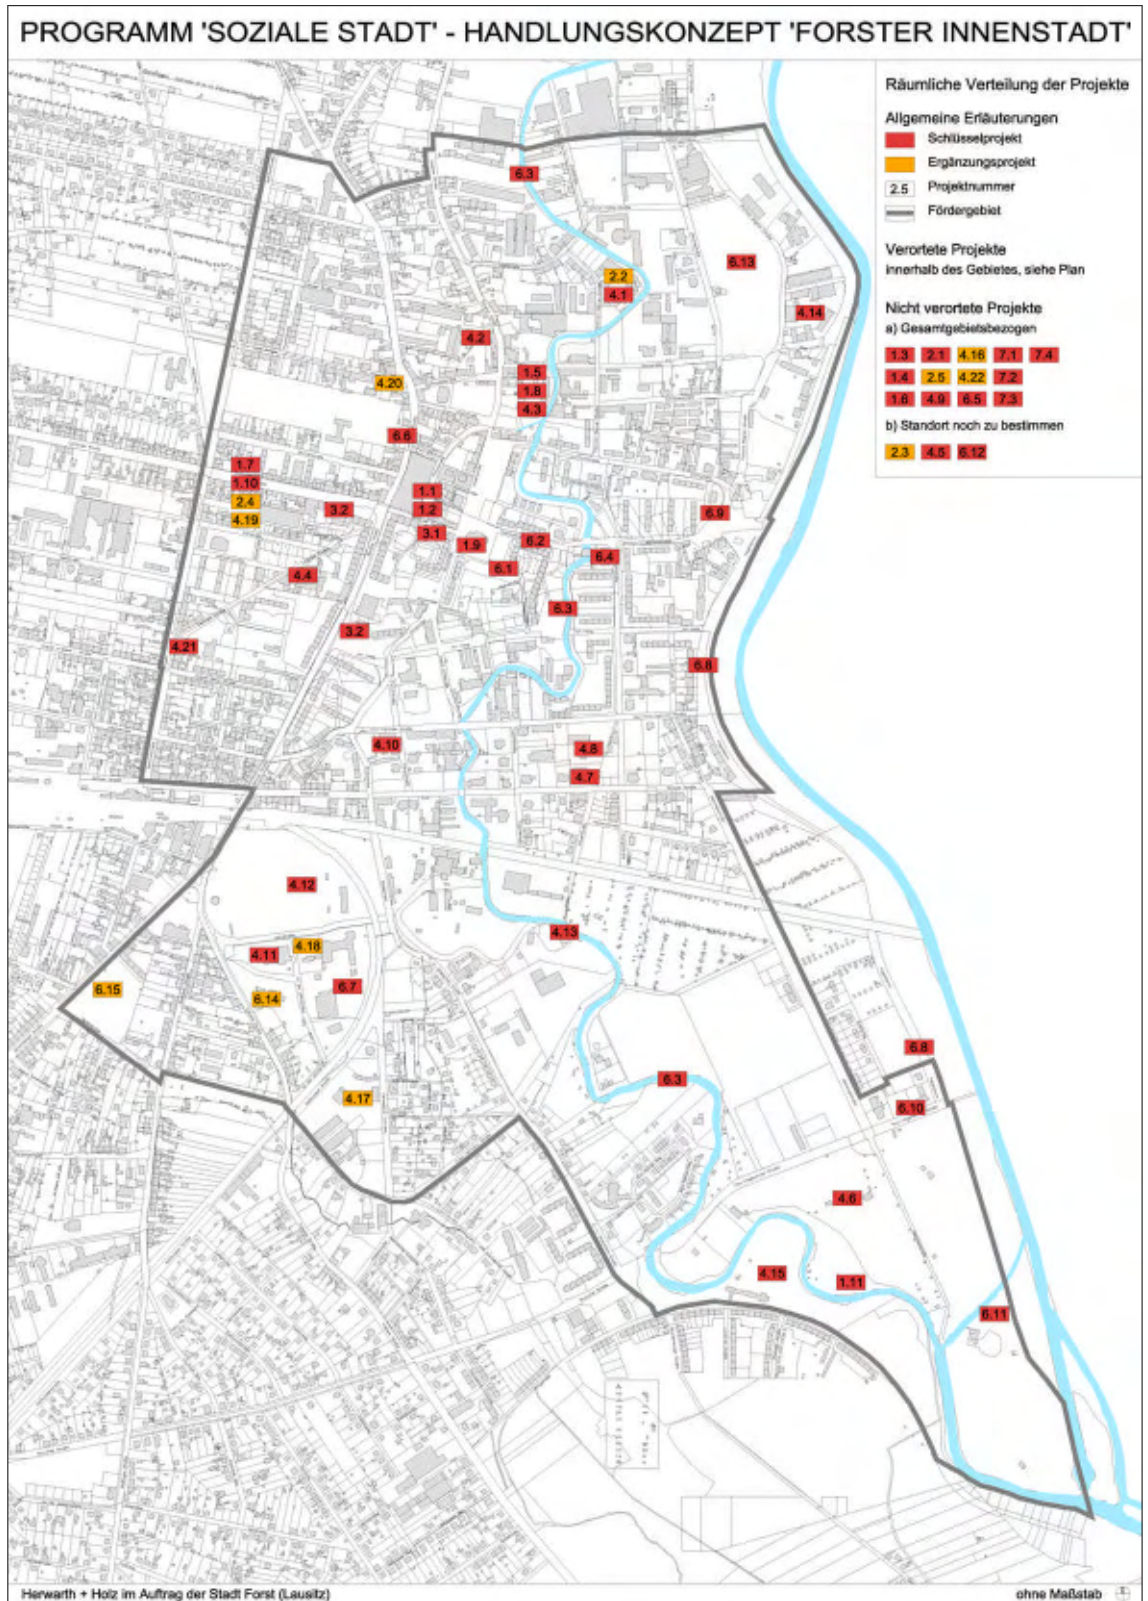 PROGRAMM 'SOZIALE STADT' - HANDLUNGSKONZEPT 'FORSTER INNENSTADT'
Räumliche Verteilung der Projekte
Allgemeine Erläuterungen
Schlüsselprojekt
Ergänzungsprojekt
2.5 Projektnummer
Fördergebiet
Verortete Projekte
innerhalb des Gebietes, siehe Plan
Nicht verortete Projekte
a) Gesamtgebietsbezogen
1.3 2.1 4.16 7.1 7.4
1.4 2.5 4.22 7.2
1.6 4.9 6.5 7.3
b) Standort noch zu bestimmen
2.3 4.5 6.12
6.3
6.13
2.2
4.1
4.14
4.2
1.5
1.8
4.3
4.20
6.6
1.7
1.10
2.4
4.19
3.2
1.1
1.2
3.1
1.9
6.2
6.1
6.9
6.4
4.4
6.3
3.2
4.21
6.8
4.10
4.8
4.7
4.12
4.13
4.18
4.11
6.7
6.15
6.14
6.8
6.3
4.17
6.10
4.6
4.15
1.11
6.11
Herwarth + Holz im Auftrag der Stadt Forst (Lausitz)
ohne Maßstab